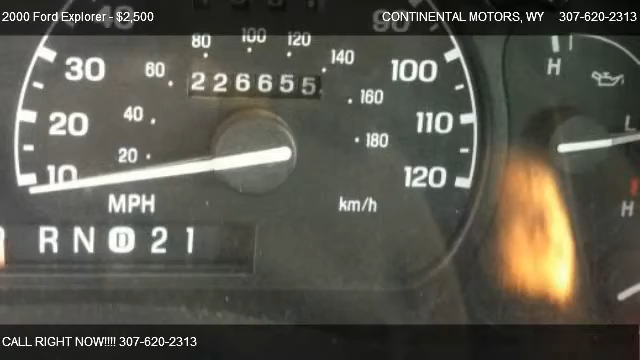 2000 Ford Explorer - $2,500
CONTINENTAL MOTORS, WY 307-620-2313
80 100 120
30 60 140 100
226655
160
20 40 110
180
20
10 120
MPH km/h
R N D 2 1
H
L
H
CALL RIGHT NOW!!!! 307-620-2313